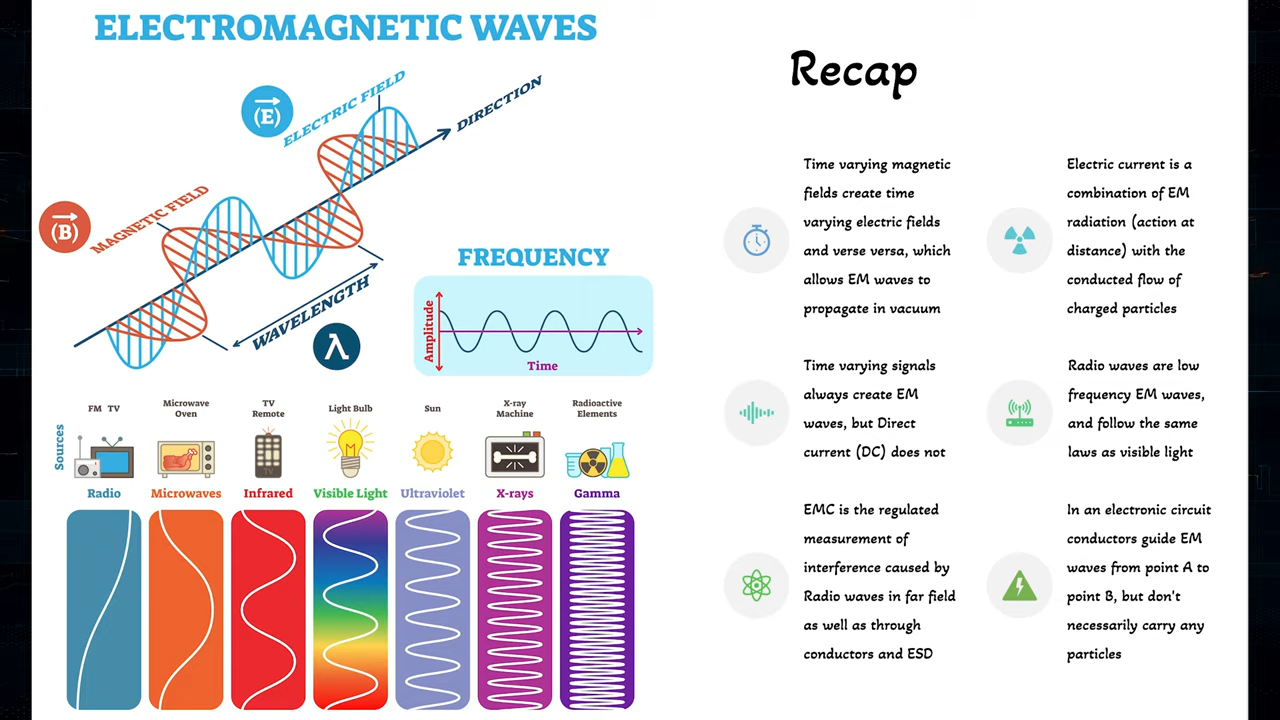 ELECTROMAGNETIC WAVES
(E)
ELECTRIC FIELD
DIRECTION
(B)
MAGNETIC FIELD
WAVELENGTH
λ
FREQUENCY
Amplitude
Time
Sources
FM TV
Microwave
Oven
TV
Remote
Light Bulb
Sun
X-ray
Machine
Radioactive
Elements
TV
Radio
Microwaves
Infrared
Visible Light
Ultraviolet
X-rays
Gamma
Recap
Time varying magnetic
fields create time
varying electric fields
and verse versa, which
allows EM waves to
propagate in vacuum
Electric current is a
combination of EM
radiation (action at
distance) with the
conducted flow of
charged particles
Time varying signals
always create EM
waves, but Direct
current (DC) does not
Radio waves are low
frequency EM waves,
and follow the same
laws as visible light
EMC is the regulated
measurement of
interference caused by
Radio waves in far field
as well as through
conductors and ESD
In an electronic circuit
conductors guide EM
waves from point A to
point B, but don't
necessarily carry any
particles